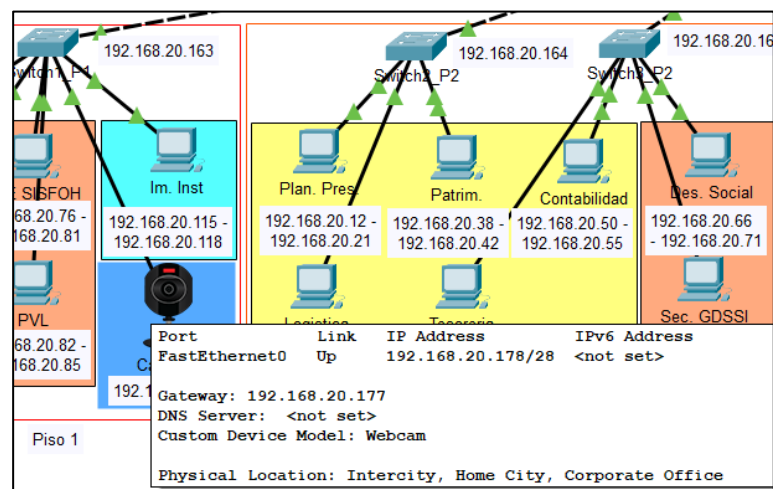 192.168.20.163
192.168.20.164
192.168.20.16
Switch1_P1
Switch2_P2
Switch3_P2
E SISFOH
68.20.76 -
168.20.81
Im. Inst
192.168.20.115 -
192.168.20.118
Plan. Pres.
192.168.20.12 -
192.168.20.21
Patrim.
192.168.20.38 -
192.168.20.42
Contabilidad
192.168.20.50 -
192.168.20.55
Des. Social
192.168.20.66
- 192.168.20.71
PVL
68.20.82 -
168.20.85
Ca
192.1
Logistica
Tesoreria
Sec. GDSSI
Piso 1
Port Link IP Address IPv6 Address
FastEthernet0 Up 192.168.20.178/28 <not set>
Gateway: 192.168.20.177
DNS Server: <not set>
Custom Device Model: Webcam
Physical Location: Intercity, Home City, Corporate Office